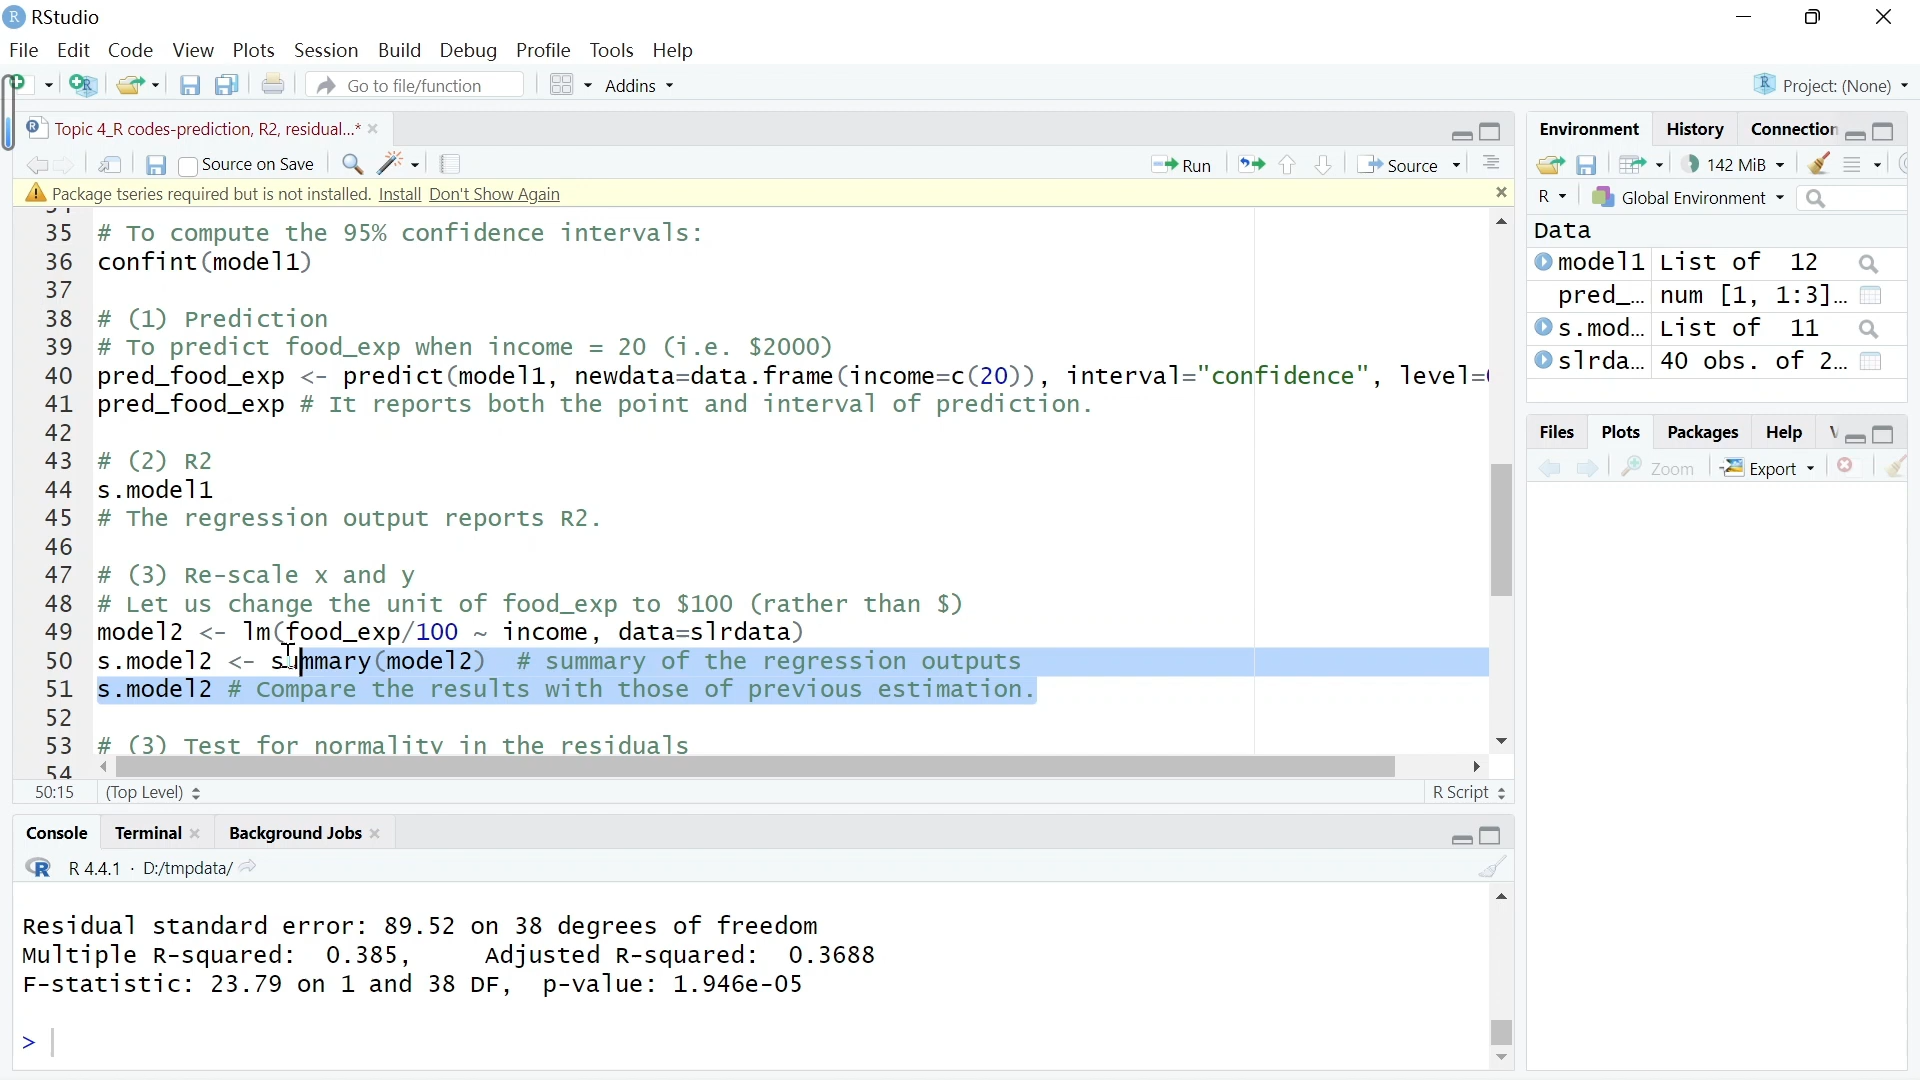 RStudio
File Edit Code View Plots Session Build Debug Profile Tools Help
Go to file/function Addins Project: (None)
Topic 4_R codes-prediction, R2, residual...*
Source on Save Run Source
Package tseries required but is not installed. Install Don't Show Again
35 # To compute the 95% confidence intervals:
36 confint(model1)
37
38 # (1) Prediction
39 # To predict food_exp when income = 20 (i.e. $2000)
40 pred_food_exp <- predict(model1, newdata=data.frame(income=c(20)), interval="confidence", level=
41 pred_food_exp # It reports both the point and interval of prediction.
42
43 # (2) R2
44 s.model1
45 # The regression output reports R2.
46
47 # (3) Re-scale x and y
48 # Let us change the unit of food_exp to $100 (rather than $)
49 model2 <- lm(food_exp/100 ~ income, data=slrdata)
50 s.model2 <- summary(model2) # summary of the regression outputs
51 s.model2 # Compare the results with those of previous estimation.
52
53 # (3) Test for normality in the residuals
54
50:15 (Top Level) R Script
Console Terminal Background Jobs
R 4.4.1 · D:/tmpdata/
Residual standard error: 89.52 on 38 degrees of freedom
Multiple R-squared: 0.385, Adjusted R-squared: 0.3688
F-statistic: 23.79 on 1 and 38 DF, p-value: 1.946e-05
>
Environment History Connection
142 MiB
R Global Environment
Data
model1 List of 12
pred_... num [1, 1:3]...
s.mod... List of 11
slrda... 40 obs. of 2...
Files Plots Packages Help
Zoom Export